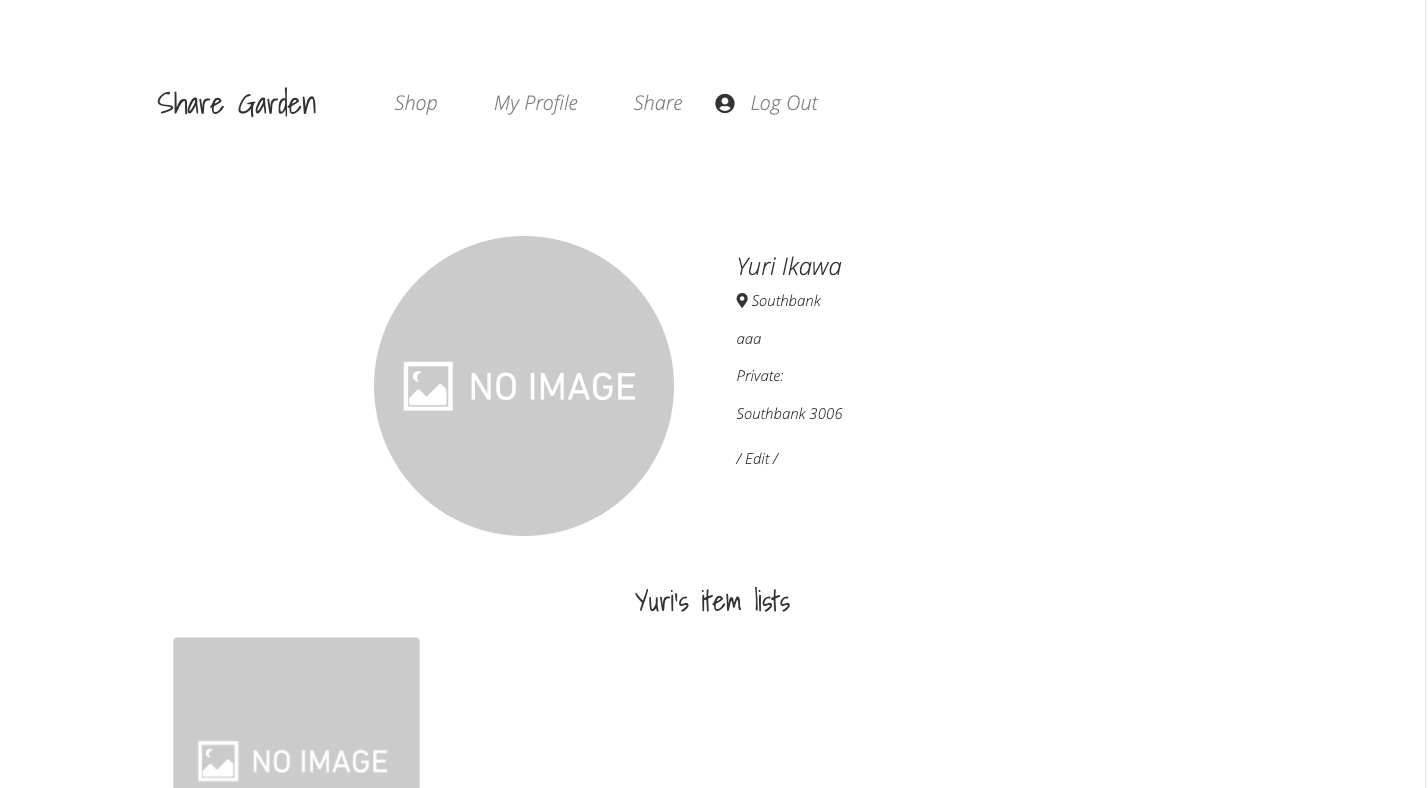 Share Garden Shop My Profile Share Log Out
Yuri Ikawa
Southbank
aaa
Private:
Southbank 3006
/ Edit /
NO IMAGE
Yuri's item lists
NO IMAGE